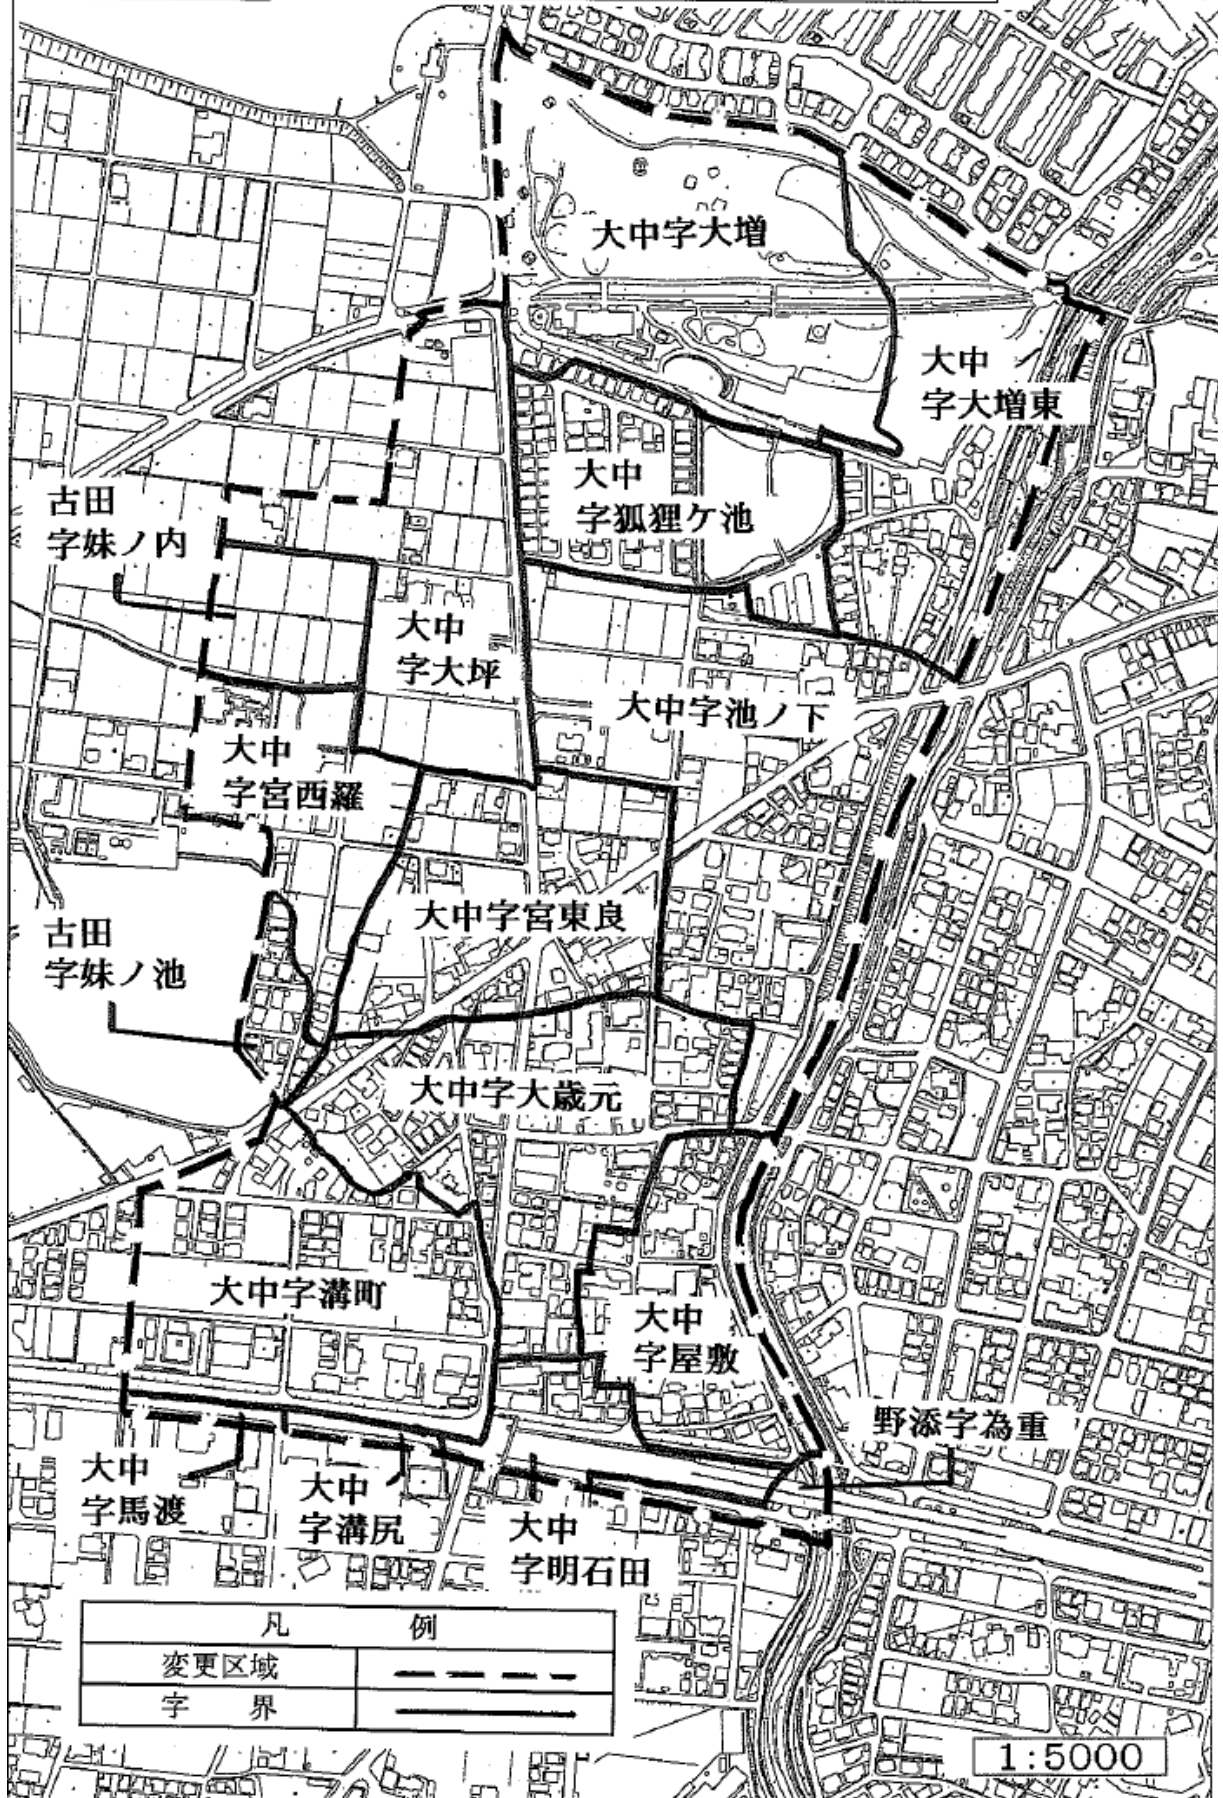 大中字大増
大中
字大増東
大中
字狐狸ケ池
古田
字妹ノ内
大中
字大坪
大中字池ノ下
大中
字宮西羅
大中字宮東良
古田
字妹ノ池
大中字大歳元
大中字溝町
大中
字屋敷
野添字為重
大中
字馬渡
大中
字溝尻
大中
字明石田
凡 例
変更区域
字 界
1:5000